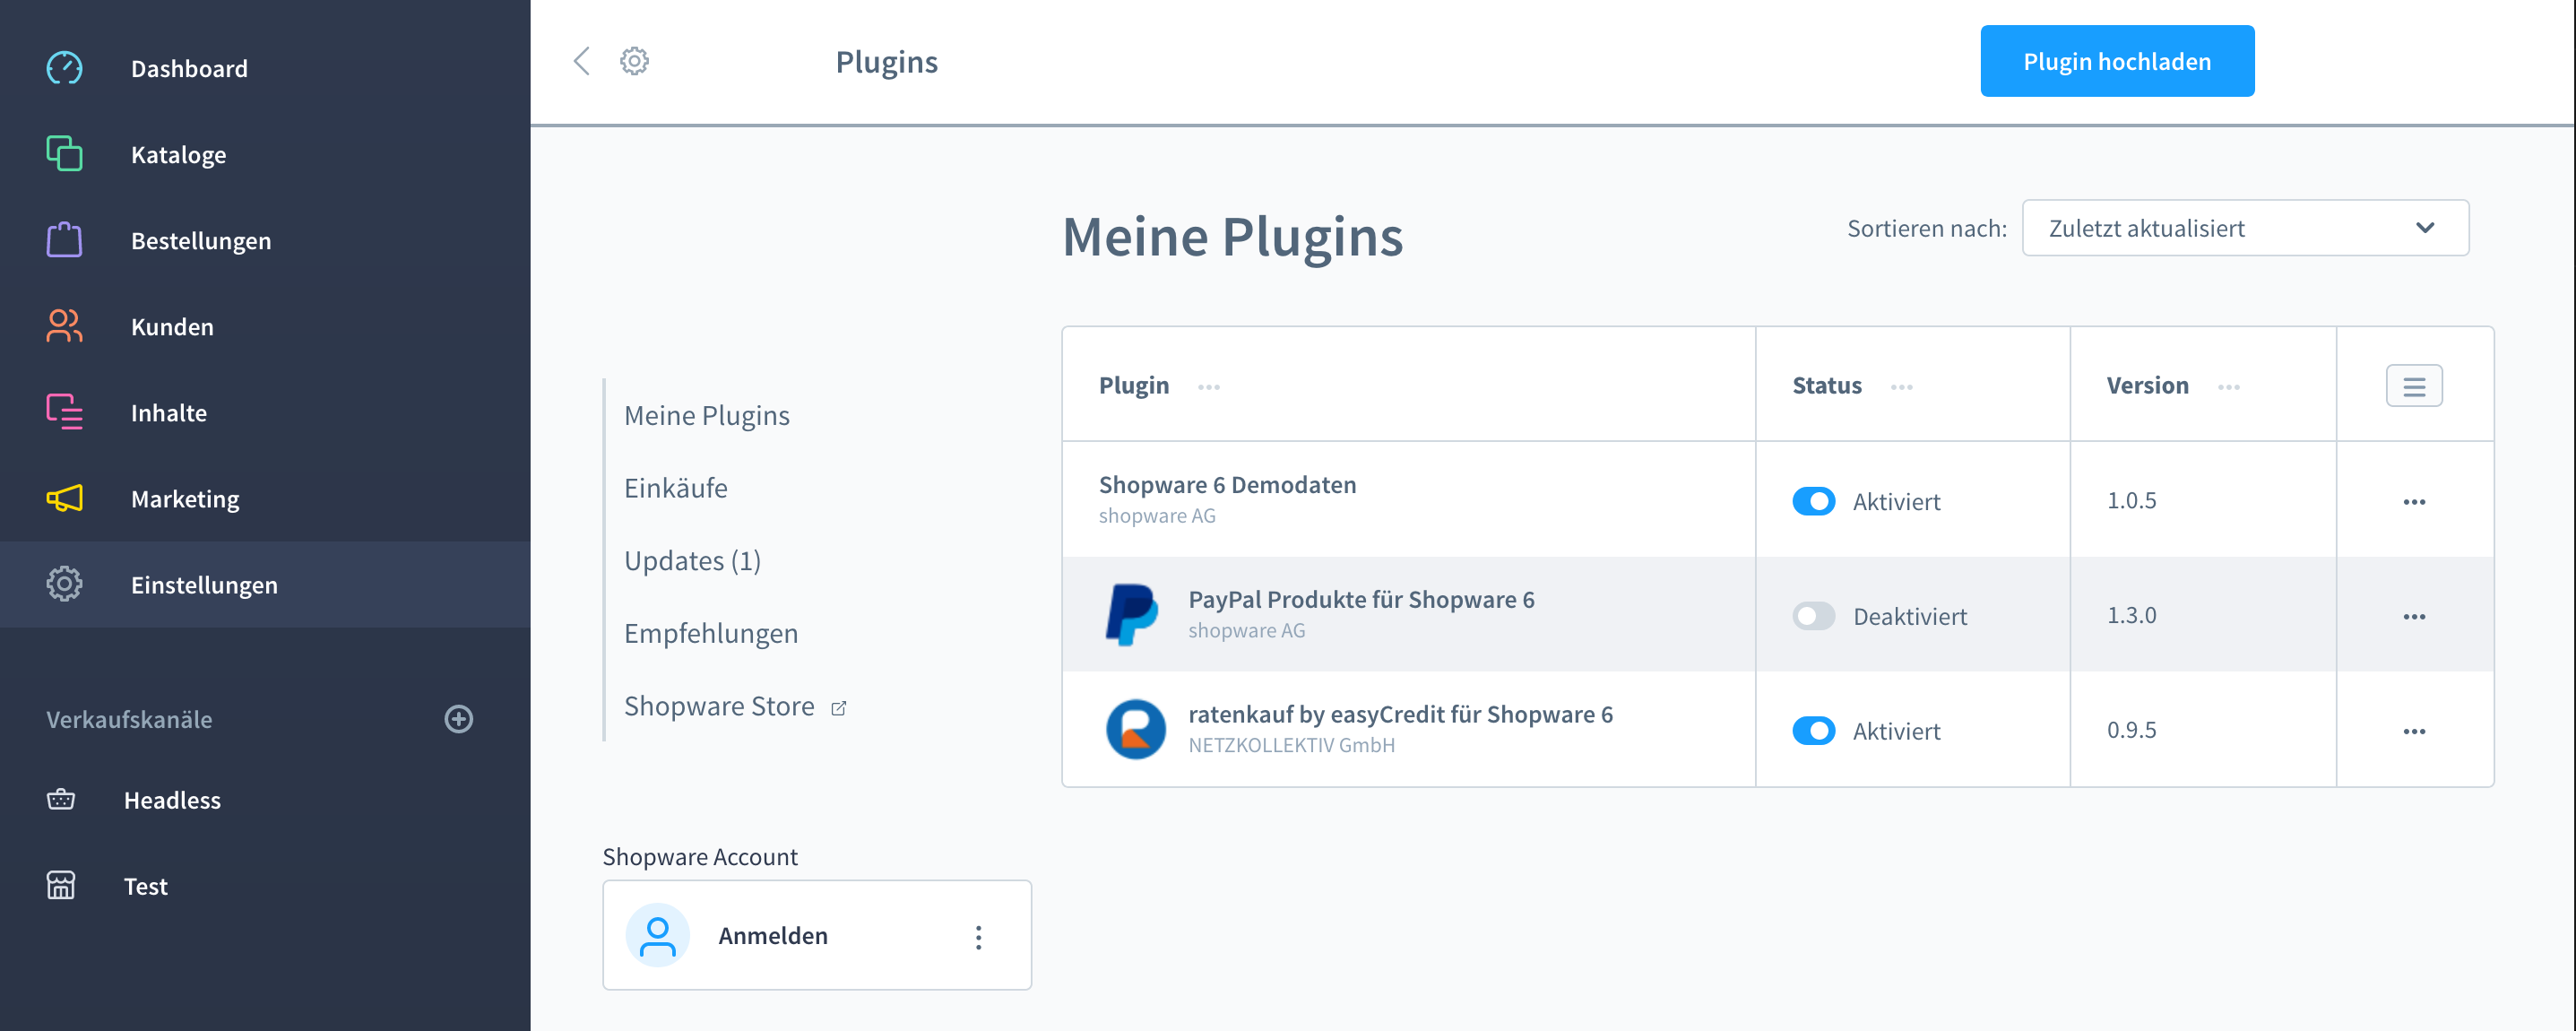 Dashboard
Kataloge
Bestellungen
Kunden
Inhalte
Marketing
Einstellungen
Verkaufskanäle
Headless
Test
Plugins
Plugin hochladen
Meine Plugins
Einkäufe
Updates (1)
Empfehlungen
Shopware Store
Shopware Account
Anmelden
Meine Plugins
Sortieren nach: Zuletzt aktualisiert
Plugin Status Version
Shopware 6 Demodaten
shopware AG
Aktiviert 1.0.5
PayPal Produkte für Shopware 6
shopware AG
Deaktiviert 1.3.0
ratenkauf by easyCredit für Shopware 6
NETZKOLLEKTIV GmbH
Aktiviert 0.9.5